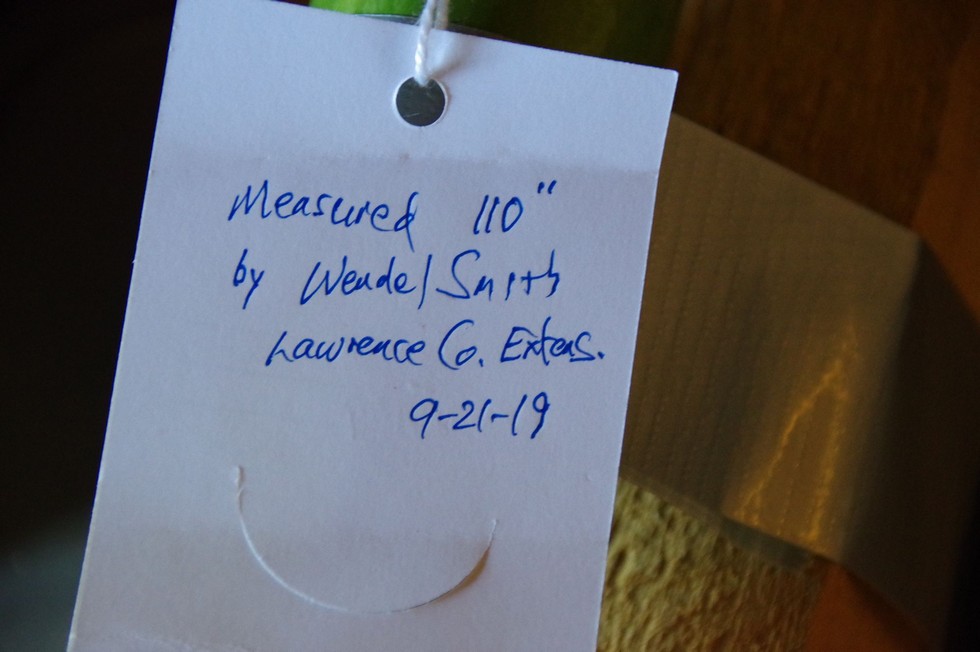 Measured 110"
by Wendel Smith
Lawrence Co. Extens.
9-21-19